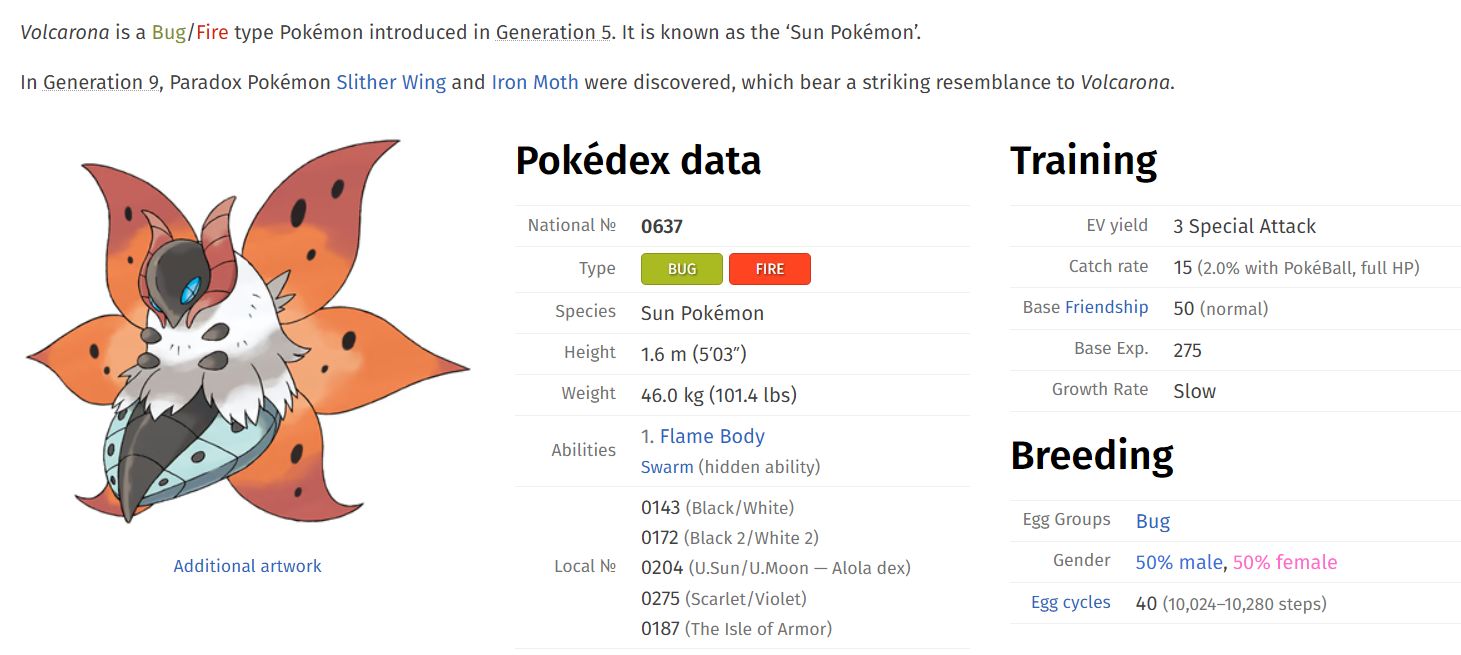 Volcarona is a Bug/Fire type Pokémon introduced in Generation 5. It is known as the ‘Sun Pokémon’.
In Generation 9, Paradox Pokémon Slither Wing and Iron Moth were discovered, which bear a striking resemblance to Volcarona.
Additional artwork
Pokédex data
National № 0637
Type BUG FIRE
Species Sun Pokémon
Height 1.6 m (5′03″)
Weight 46.0 kg (101.4 lbs)
Abilities 1. Flame Body
Swarm (hidden ability)
Local № 0143 (Black/White)
0172 (Black 2/White 2)
0204 (U.Sun/U.Moon — Alola dex)
0275 (Scarlet/Violet)
0187 (The Isle of Armor)
Training
EV yield 3 Special Attack
Catch rate 15 (2.0% with PokéBall, full HP)
Base Friendship 50 (normal)
Base Exp. 275
Growth Rate Slow
Breeding
Egg Groups Bug
Gender 50% male, 50% female
Egg cycles 40 (10,024–10,280 steps)